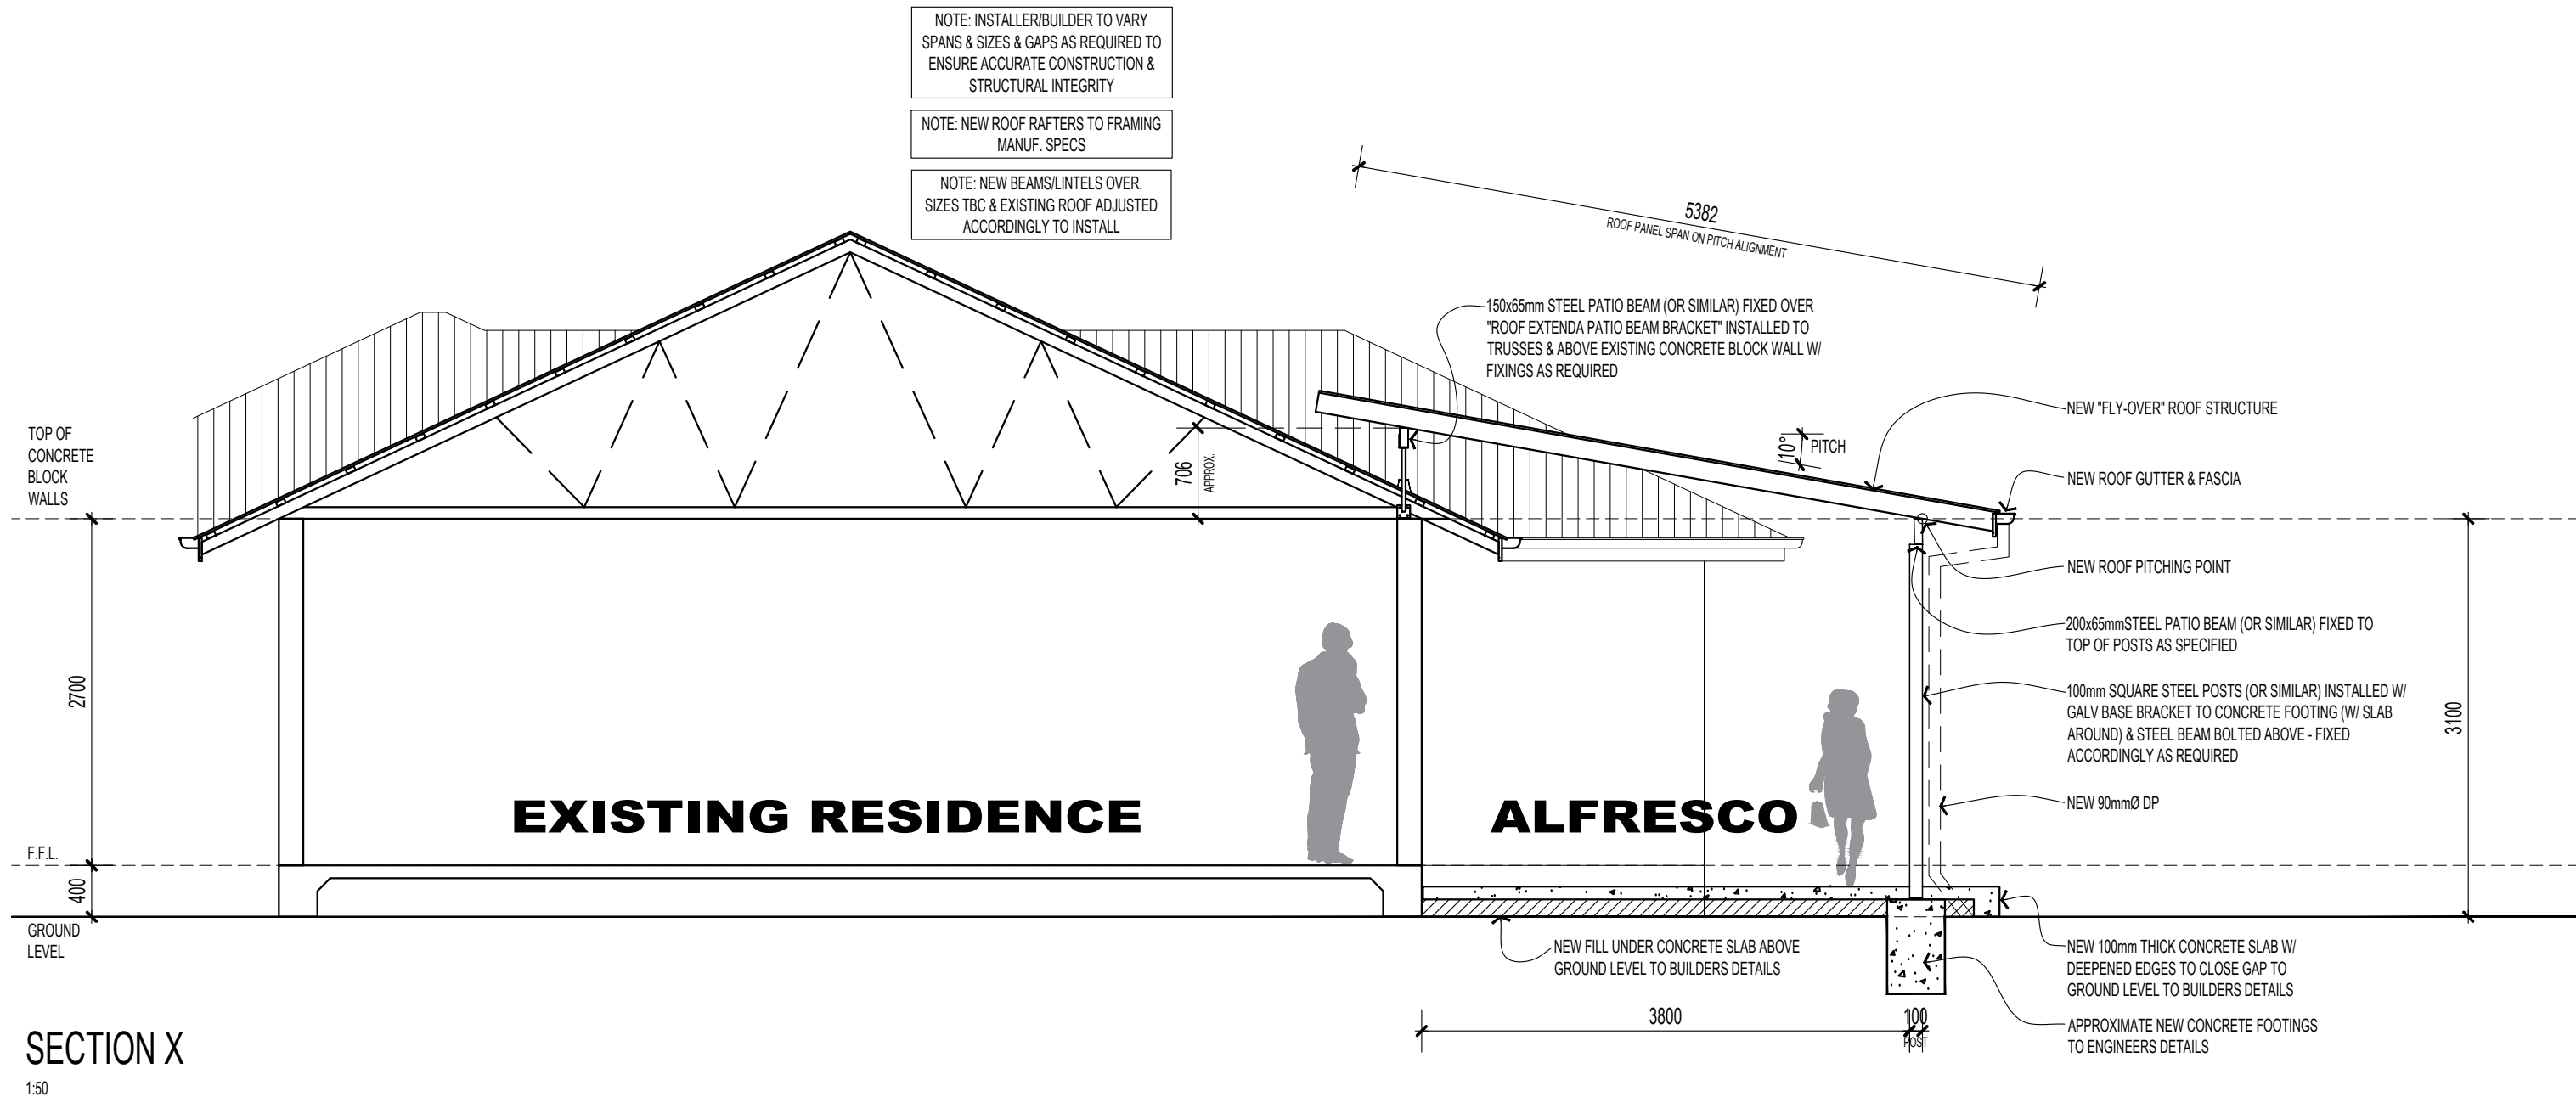 NOTE: INSTALLER/BUILDER TO VARY
SPANS & SIZES & GAPS AS REQUIRED TO
ENSURE ACCURATE CONSTRUCTION &
STRUCTURAL INTEGRITY
NOTE: NEW ROOF RAFTERS TO FRAMING
MANUF. SPECS
NOTE: NEW BEAMS/LINTELS OVER.
SIZES TBC & EXISTING ROOF ADJUSTED
ACCORDINGLY TO INSTALL
5382
ROOF PANEL SPAN ON PITCH ALIGNMENT
150x65mm STEEL PATIO BEAM (OR SIMILAR) FIXED OVER
"ROOF EXTENDA PATIO BEAM BRACKET" INSTALLED TO
TRUSSES & ABOVE EXISTING CONCRETE BLOCK WALL W/
FIXINGS AS REQUIRED
NEW "FLY-OVER" ROOF STRUCTURE
10°
PITCH
NEW ROOF GUTTER & FASCIA
TOP OF
CONCRETE
BLOCK
WALLS
706
APPROX.
NEW ROOF PITCHING POINT
200x65mmSTEEL PATIO BEAM (OR SIMILAR) FIXED TO
TOP OF POSTS AS SPECIFIED
100mm SQUARE STEEL POSTS (OR SIMILAR) INSTALLED W/
GALV BASE BRACKET TO CONCRETE FOOTING (W/ SLAB
AROUND) & STEEL BEAM BOLTED ABOVE - FIXED
ACCORDINGLY AS REQUIRED
2700
3100
NEW 90mmØ DP
EXISTING RESIDENCE
ALFRESCO
F.F.L.
400
GROUND
LEVEL
NEW FILL UNDER CONCRETE SLAB ABOVE
GROUND LEVEL TO BUILDERS DETAILS
NEW 100mm THICK CONCRETE SLAB W/
DEEPENED EDGES TO CLOSE GAP TO
GROUND LEVEL TO BUILDERS DETAILS
3800
100
POST
APPROXIMATE NEW CONCRETE FOOTINGS
TO ENGINEERS DETAILS
SECTION X
1:50